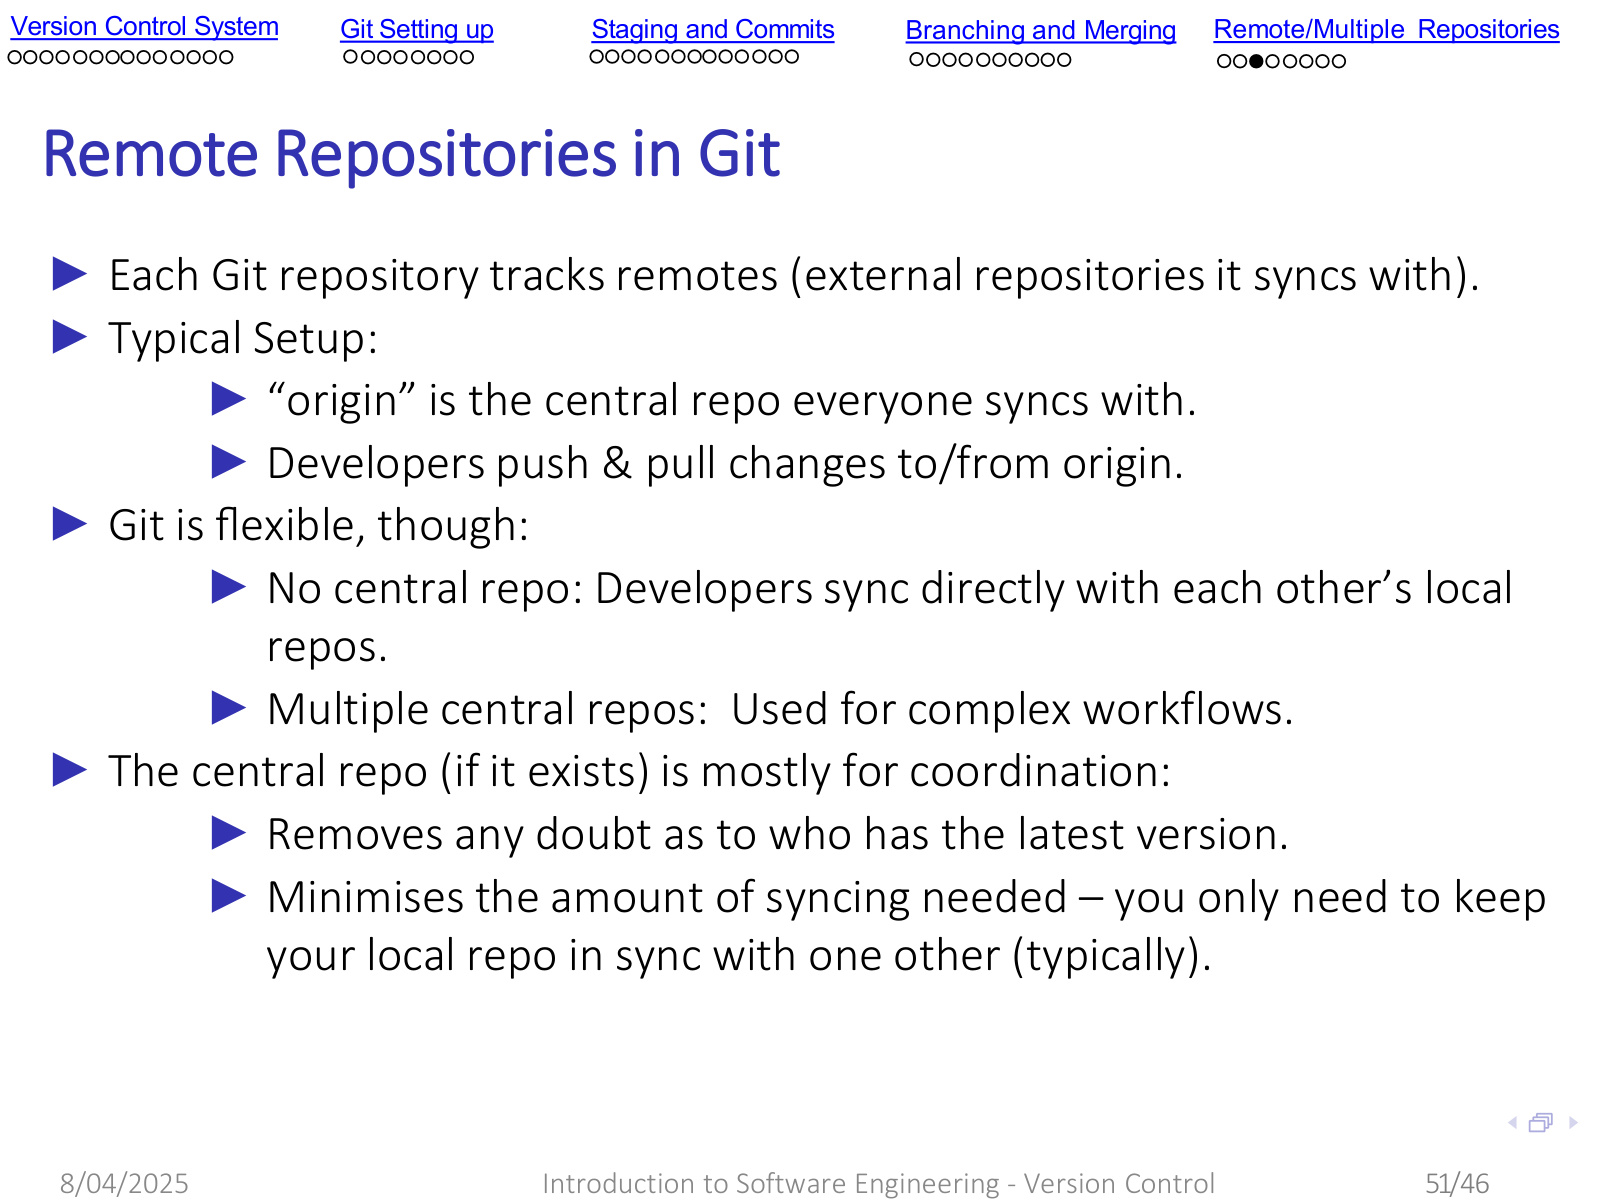 Version Control System
Git Setting up
Staging and Commits
Branching and Merging
Remote/Multiple Repositories
Remote Repositories in Git
Each Git repository tracks remotes (external repositories it syncs with).
Typical Setup:
“origin” is the central repo everyone syncs with.
Developers push & pull changes to/from origin.
Git is flexible, though:
No central repo: Developers sync directly with each other’s local
repos.
Multiple central repos:  Used for complex workflows.
The central repo (if it exists) is mostly for coordination:
Removes any doubt as to who has the latest version.
Minimises the amount of syncing needed – you only need to keep
your local repo in sync with one other (typically).
8/04/2025
Introduction to Software Engineering - Version Control
51/46